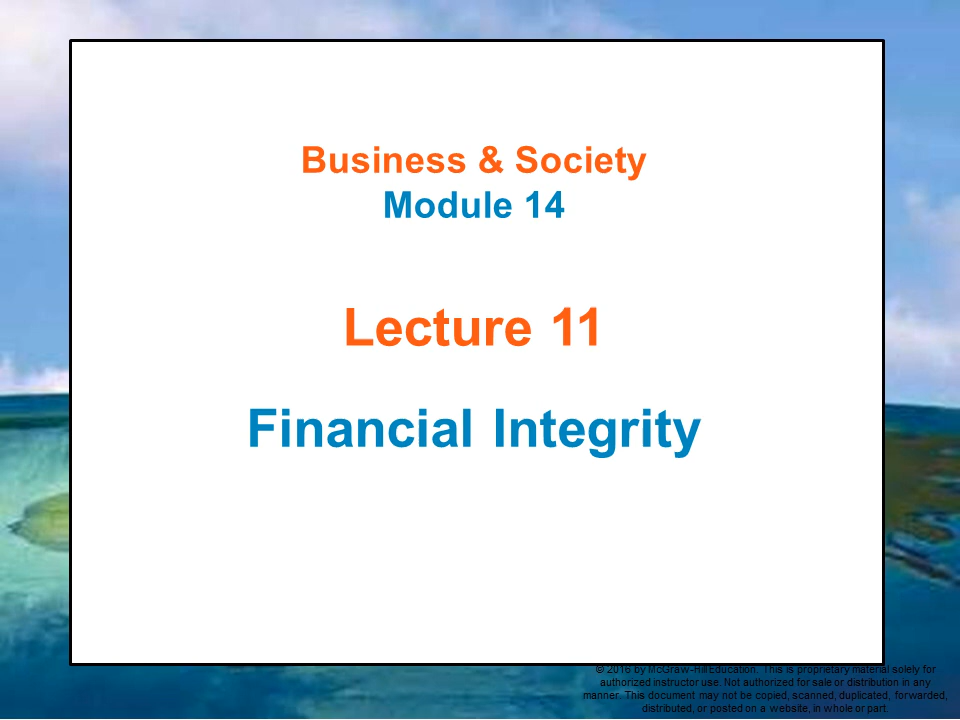 Business & Society
Module 14
Lecture 11
Financial Integrity
© 2016 by McGraw-Hill Education. This is proprietary material solely for
authorized instructor use. Not authorized for sale or distribution in any
manner. This document may not be copied, scanned, duplicated, forwarded,
distributed, or posted on a website, in whole or part.